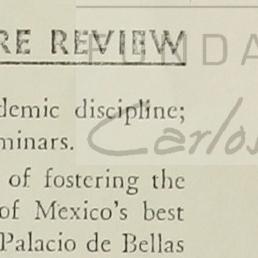 RE REVIEW
FUNDA
demic discipline;
minars.
Carlos
of fostering the
of Mexico's best
Palacio de Bellas